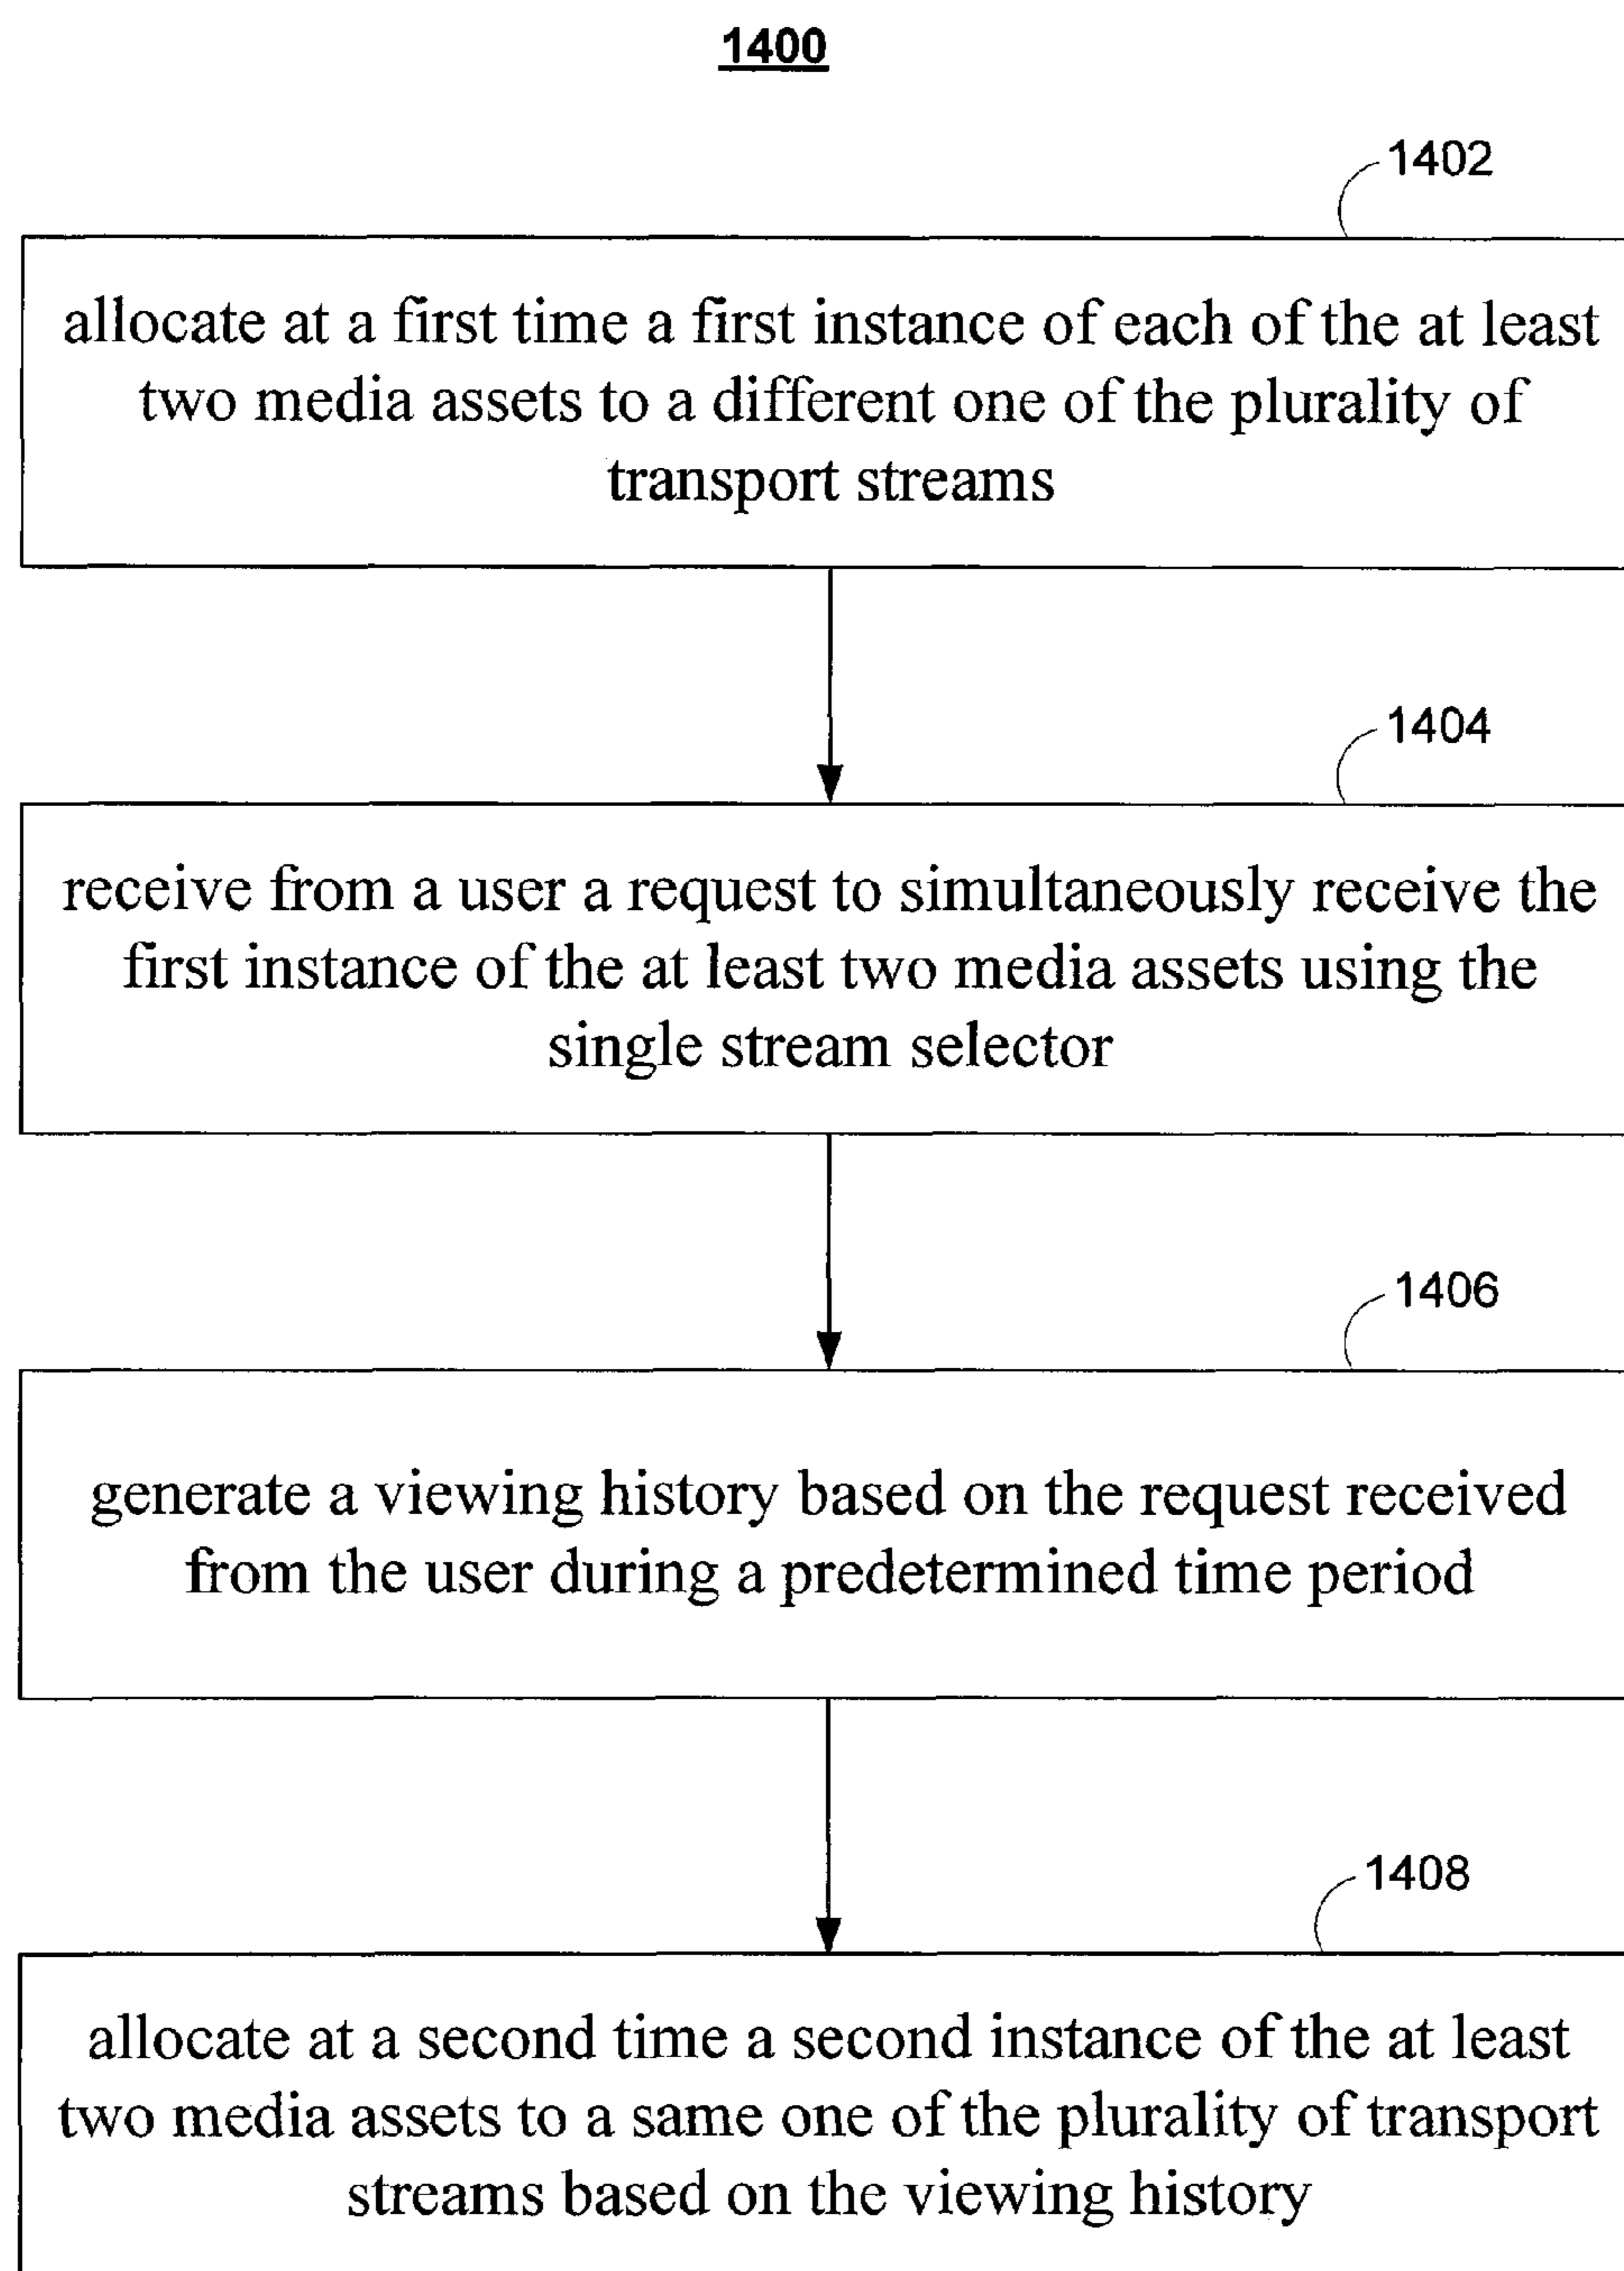 1400
1402
allocate at a first time a first instance of each of the at least
two media assets to a different one of the plurality of
transport streams
1404
receive from a user a request to simultaneously receive the
first instance of the at least two media assets using the
single stream selector
1406
generate a viewing history based on the request received
from the user during a predetermined time period
1408
allocate at a second time a second instance of the at least
two media assets to a same one of the plurality of transport
streams based on the viewing history